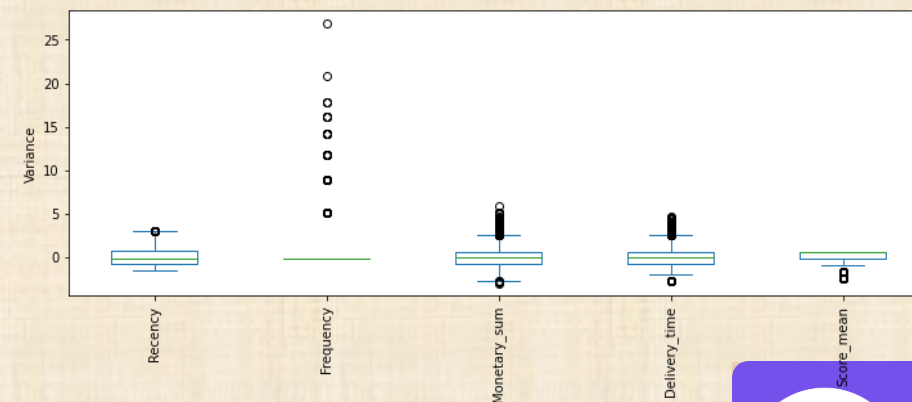 25
20
15
10
5
0
Variance
Recency
Frequency
Monetary_sum
Delivery_time
Score_mean